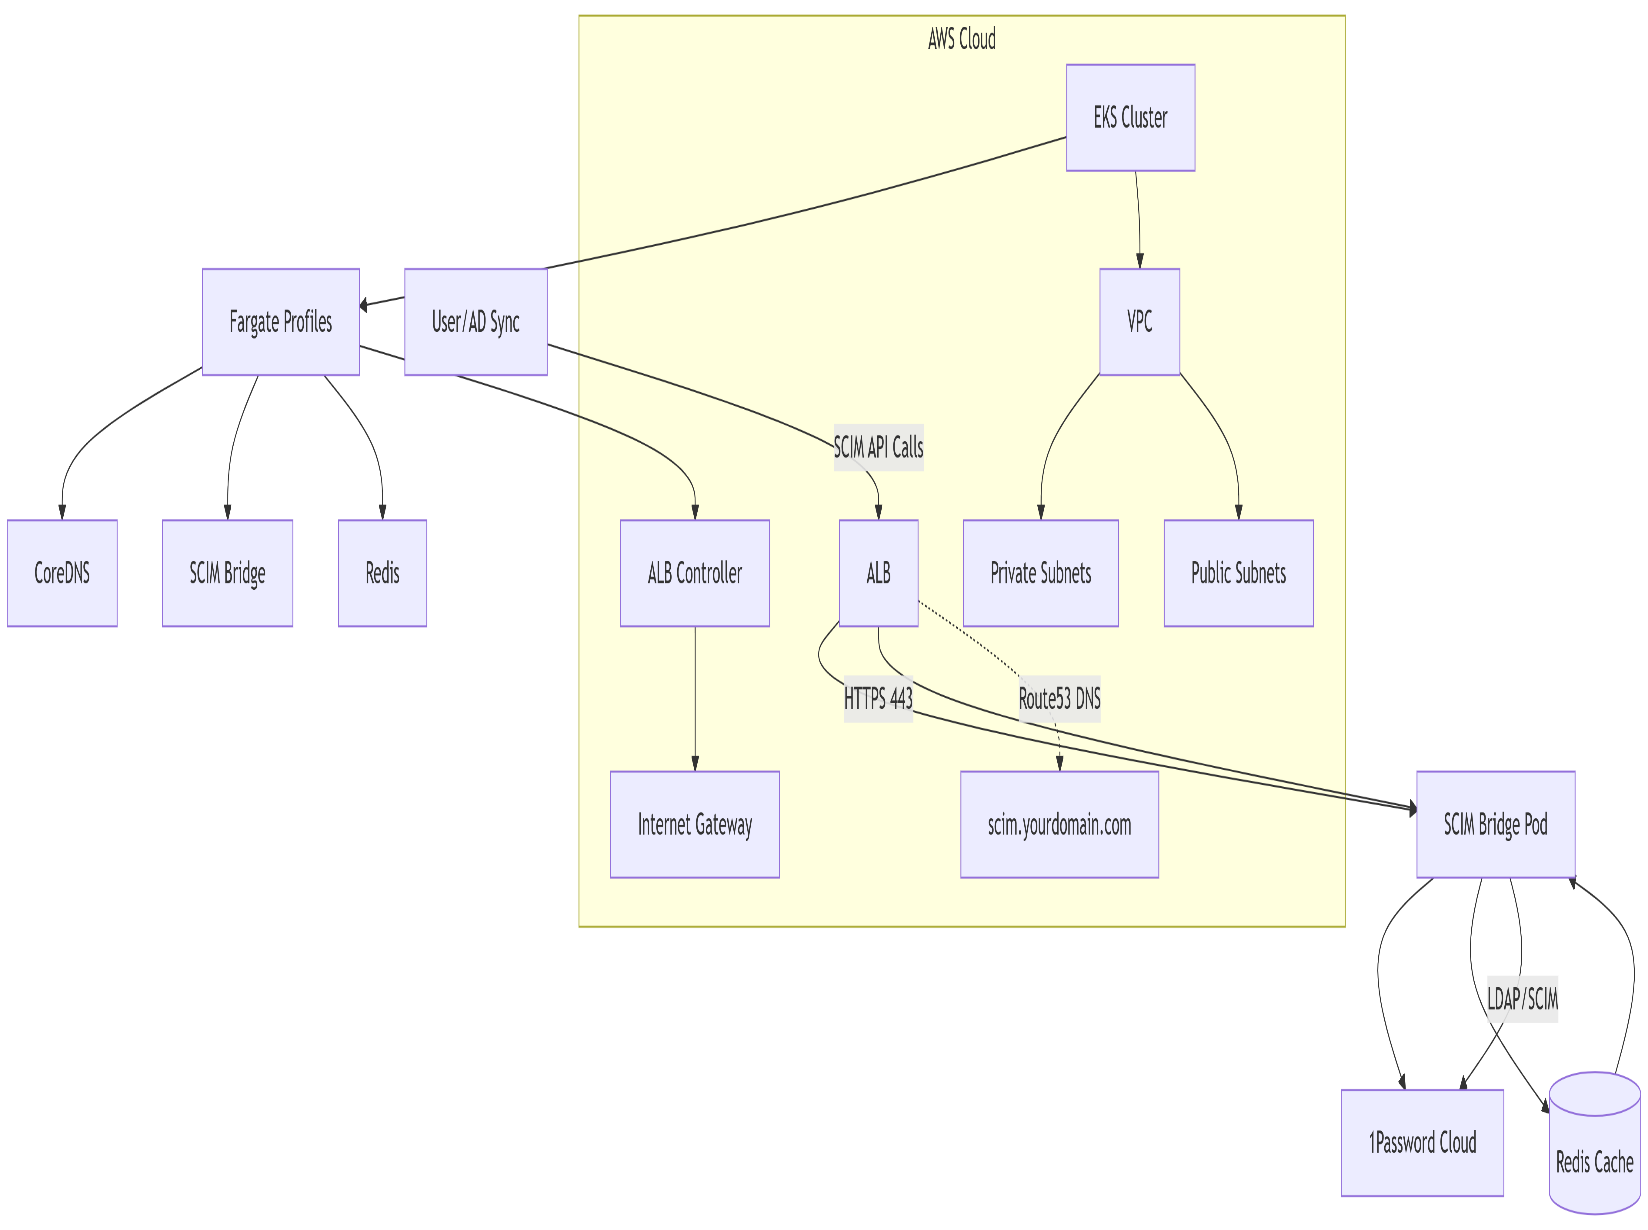 AWS Cloud
EKS Cluster
Fargate Profiles
User/AD Sync
VPC
SCIM API Calls
CoreDNS
SCIM Bridge
Redis
ALB Controller
ALB
Private Subnets
Public Subnets
HTTPS 443
Route53 DNS
Internet Gateway
scim.yourdomain.com
SCIM Bridge Pod
LDAP/SCIM
1Password Cloud
Redis Cache